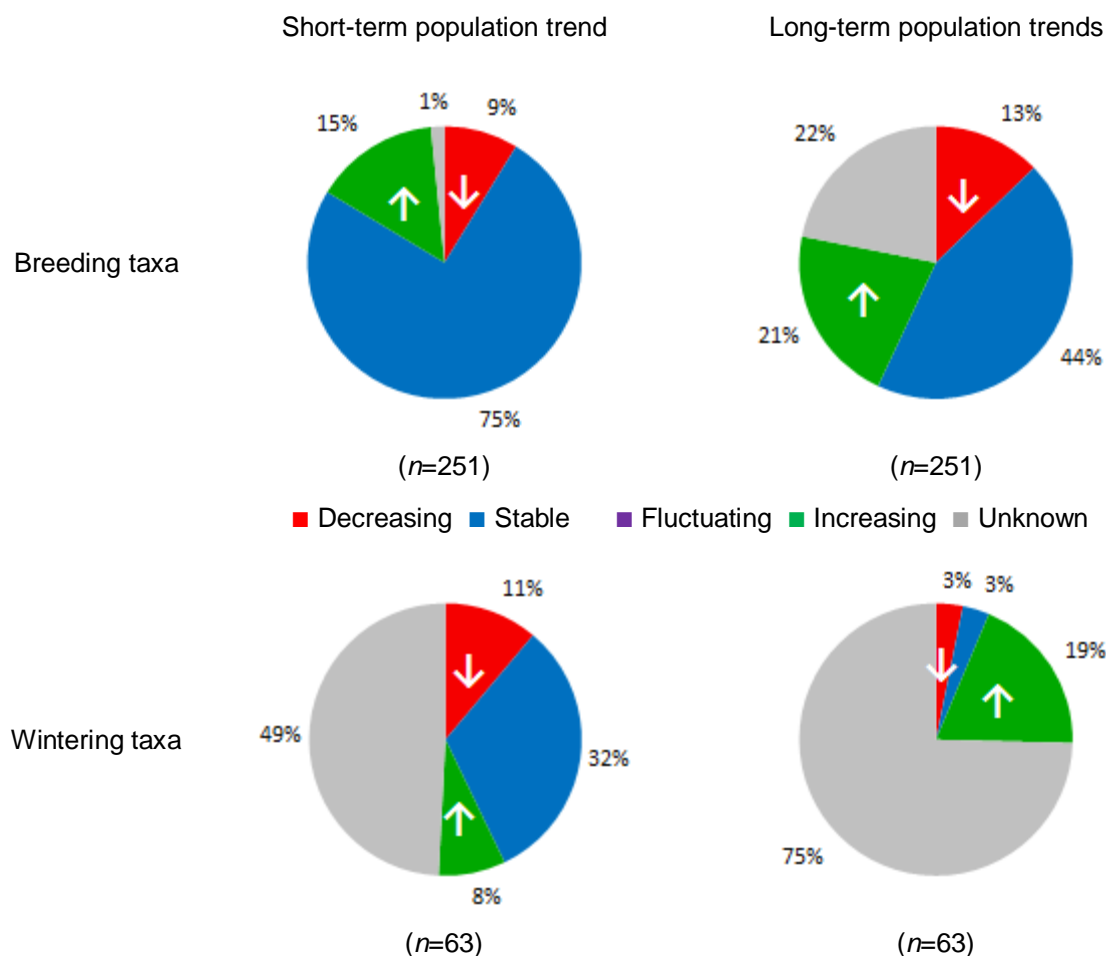 Short-term population trend
Long-term population trends
Breeding taxa
15%
1%
9%
75%
(n=251)
22%
13%
21%
44%
(n=251)
■ Decreasing ■ Stable ■ Fluctuating ■ Increasing ■ Unknown
Wintering taxa
11%
49%
32%
8%
(n=63)
3%
3%
19%
75%
(n=63)